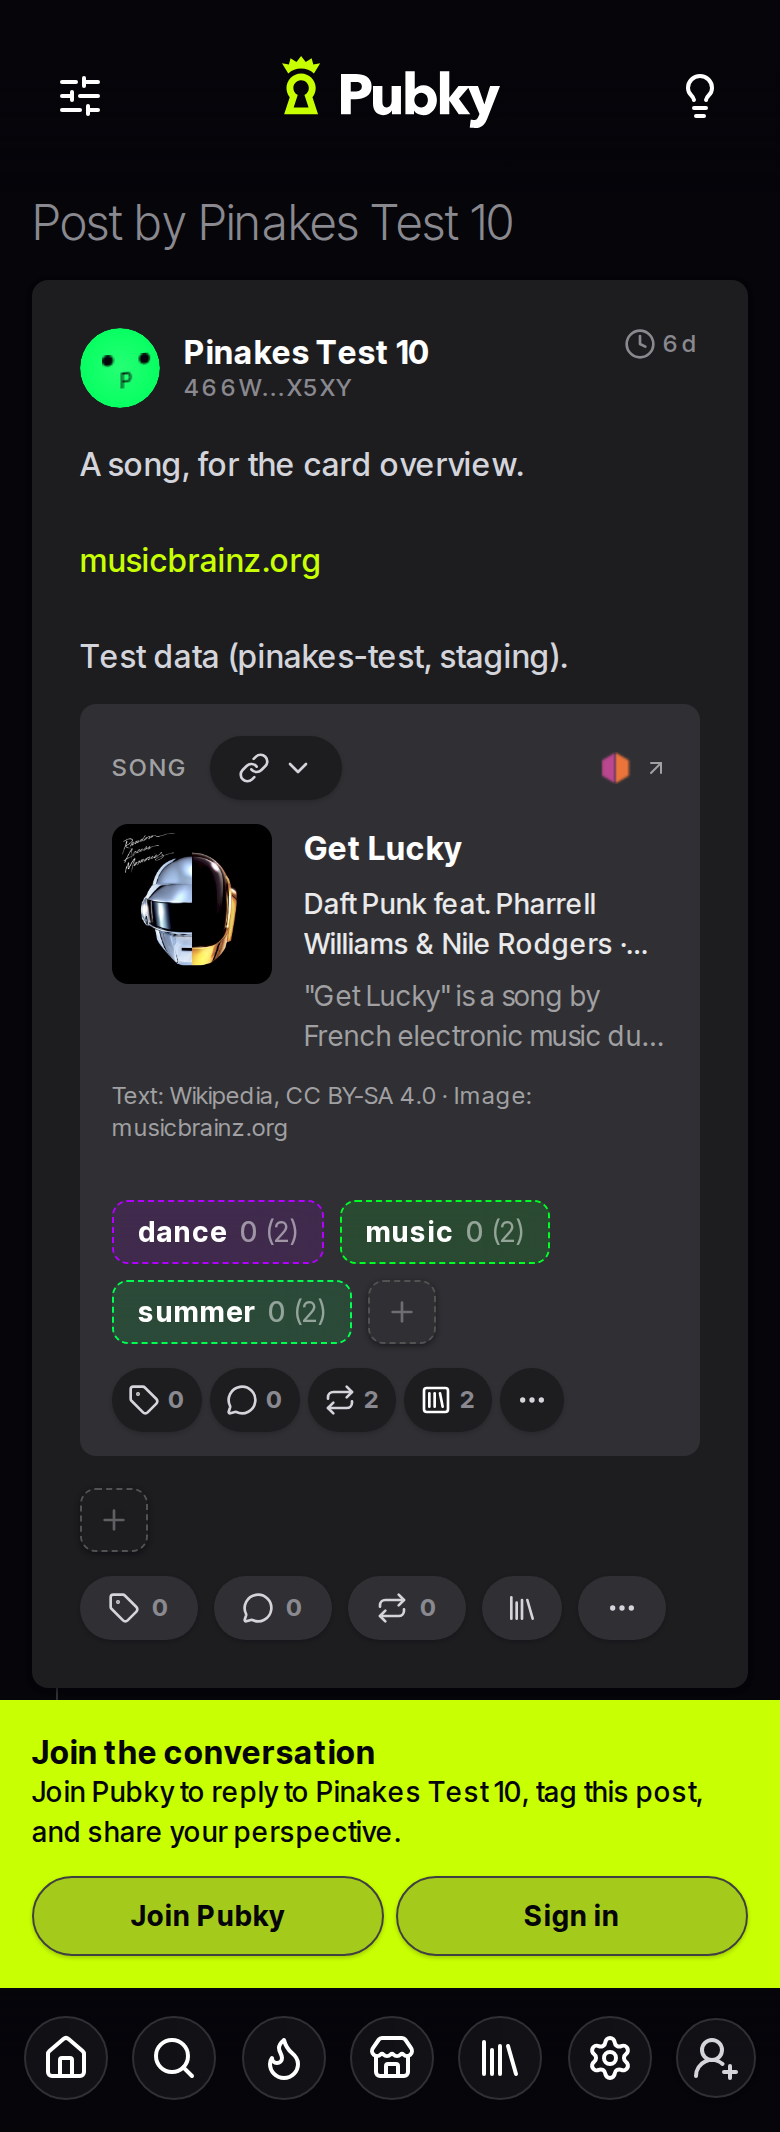 Pubky
Post by Pinakes Test 10
Pinakes Test 10
6d
466W...X5XY
A song, for the card overview.
musicbrainz.org
Test data (pinakes-test, staging).
SONG
Random
Access
Memories
Get Lucky
Daft Punk feat. Pharrell
Williams & Nile Rodgers ·...
"Get Lucky" is a song by
French electronic music du...
Text: Wikipedia, CC BY-SA 4.0 · Image:
musicbrainz.org
dance 0 (2)
music 0 (2)
summer 0 (2)
0 0 2 2
0 0 0
Join the conversation
Join Pubky to reply to Pinakes Test 10, tag this post,
and share your perspective.
Join Pubky
Sign in